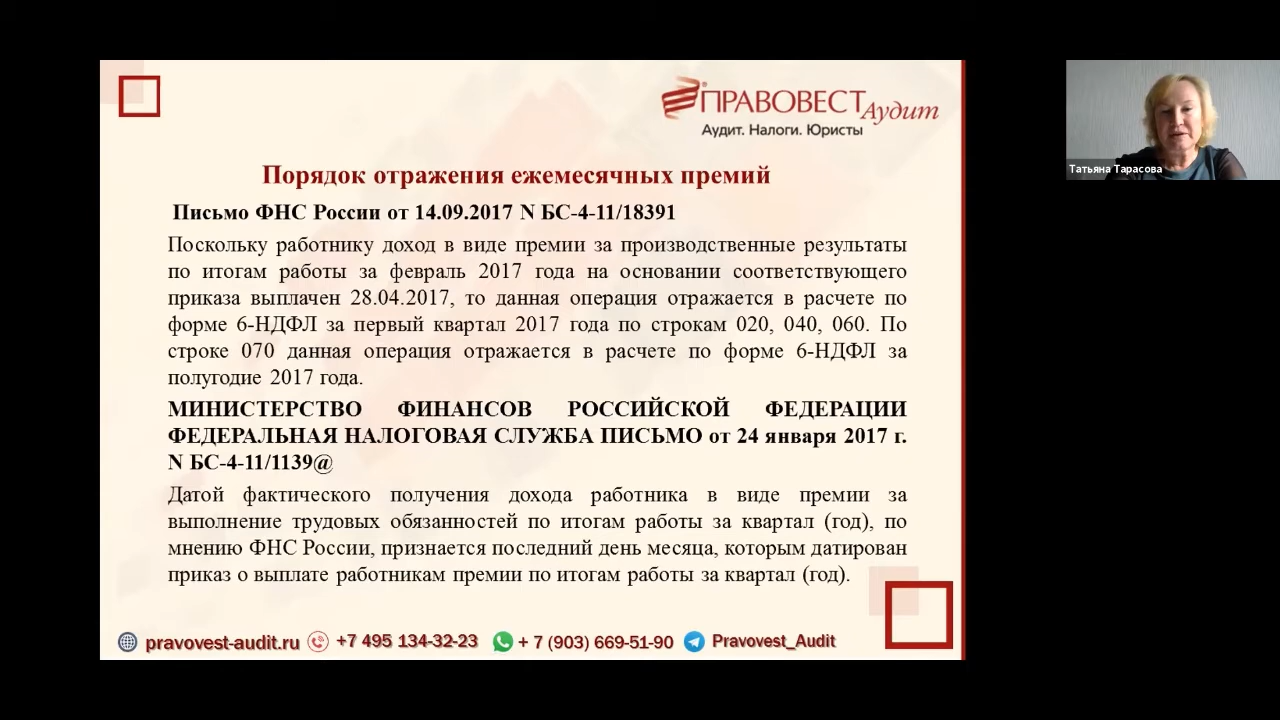 ПРАВОВЕСТ Аудит
Аудит. Налоги. Юристы
Татьяна Тарасова
Порядок отражения ежемесячных премий
Письмо ФНС России от 14.09.2017 N БС-4-11/18391
Поскольку работнику доход в виде премии за производственные результаты
по итогам работы за февраль 2017 года на основании соответствующего
приказа выплачен 28.04.2017, то данная операция отражается в расчете по
форме 6-НДФЛ за первый квартал 2017 года по строкам 020, 040, 060. По
строке 070 данная операция отражается в расчете по форме 6-НДФЛ за
полугодие 2017 года.
МИНИСТЕРСТВО ФИНАНСОВ РОССИЙСКОЙ ФЕДЕРАЦИИ
ФЕДЕРАЛЬНАЯ НАЛОГОВАЯ СЛУЖБА ПИСЬМО от 24 января 2017 г.
N БС-4-11/1139@
Датой фактического получения дохода работника в виде премии за
выполнение трудовых обязанностей по итогам работы за квартал (год), по
мнению ФНС России, признается последний день месяца, которым датирован
приказ о выплате работникам премии по итогам работы за квартал (год).
pravovest-audit.ru +7 495 134-32-23 + 7 (903) 669-51-90 Pravovest_Audit